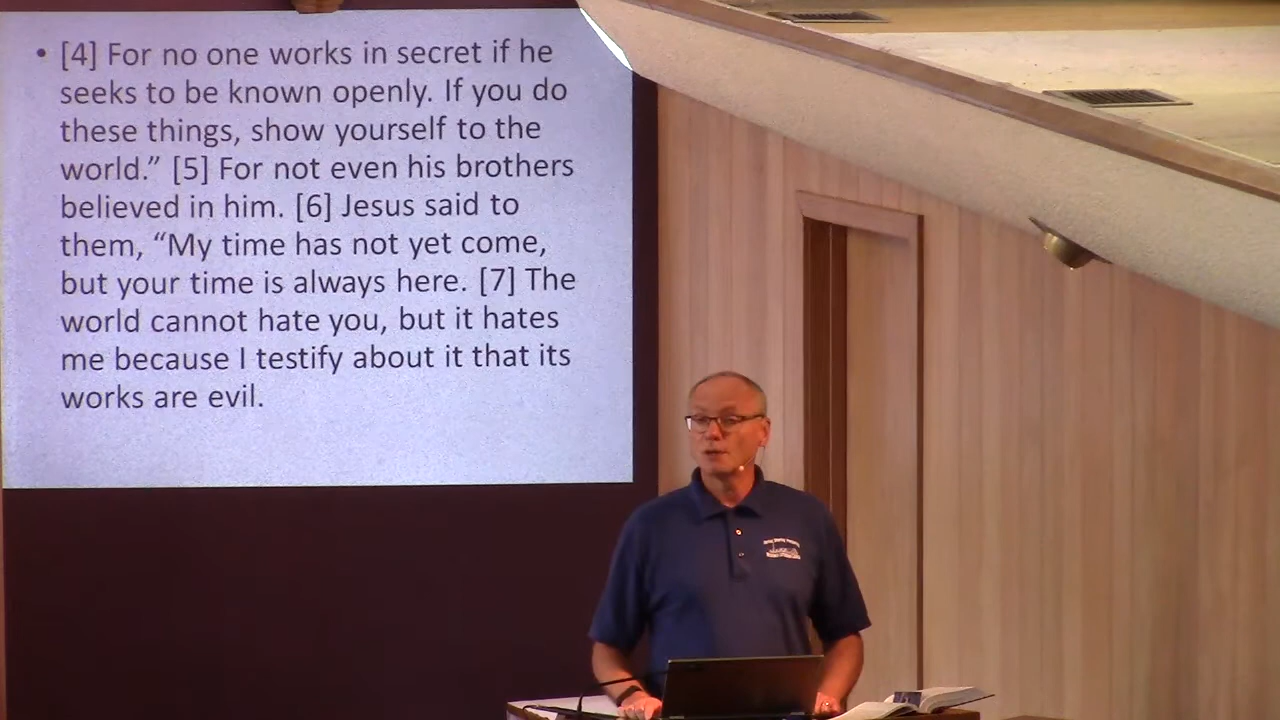 • [4] For no one works in secret if he
seeks to be known openly. If you do
these things, show yourself to the
world.” [5] For not even his brothers
believed in him. [6] Jesus said to
them, “My time has not yet come,
but your time is always here. [7] The
world cannot hate you, but it hates
me because I testify about it that its
works are evil.